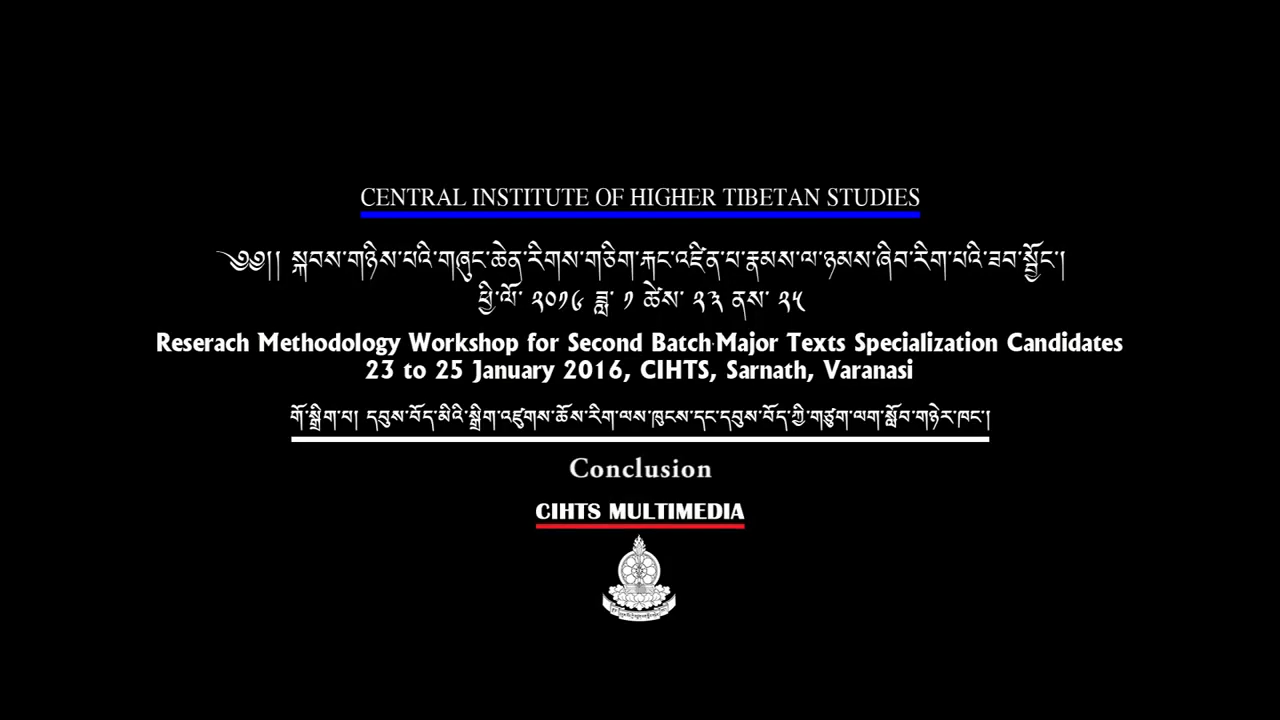 CENTRAL INSTITUTE OF HIGHER TIBETAN STUDIES
༄༅།། སྐབས་གཉིས་པའི་གཞུང་ཆེན་རིགས་གཅིག་རྐང་འཛིན་པ་རྣམས་ལ་ཉམས་ཞིབ་རིག་པའི་ཟབ་སྦྱོང་།
ཕྱི་ལོ་ ༢༠༡༦ ཟླ་ ༡ ཚེས་ ༢༣ ནས་ ༢༥
Reserach Methodology Workshop for Second Batch Major Texts Specialization Candidates
23 to 25 January 2016, CIHTS, Sarnath, Varanasi
གོ་སྒྲིག་པ། དབུས་བོད་མིའི་སྒྲིག་འཛུགས་ཆོས་རིག་ལས་ཁུངས་དང་དབུས་བོད་ཀྱི་གཙུག་ལག་སློབ་གཉེར་ཁང་།
Conclusion
CIHTS MULTIMEDIA